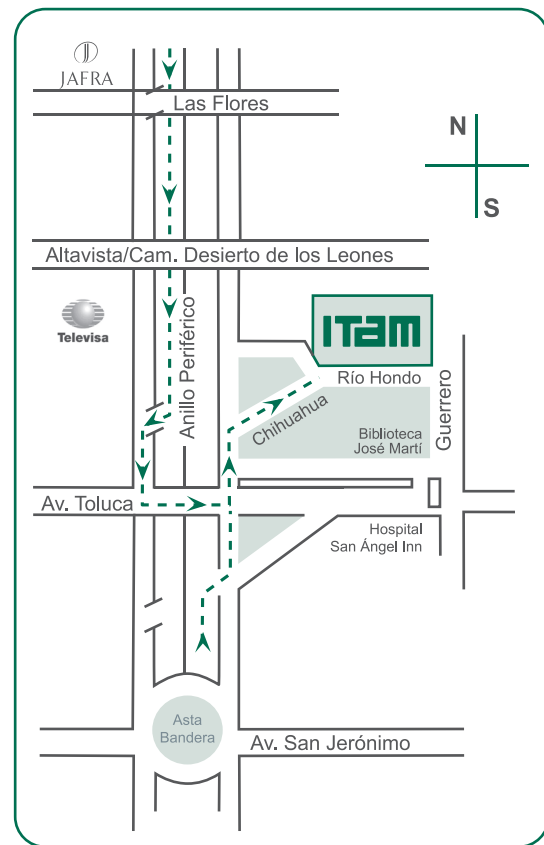 JAFRA
Las Flores
N
S
Altavista/Cam. Desierto de los Leones
Televisa
Anillo Periférico
ITAM
Río Hondo
Chihuahua
Guerrero
Biblioteca
José Martí
Av. Toluca
Hospital
San Ángel Inn
Asta
Bandera
Av. San Jerónimo